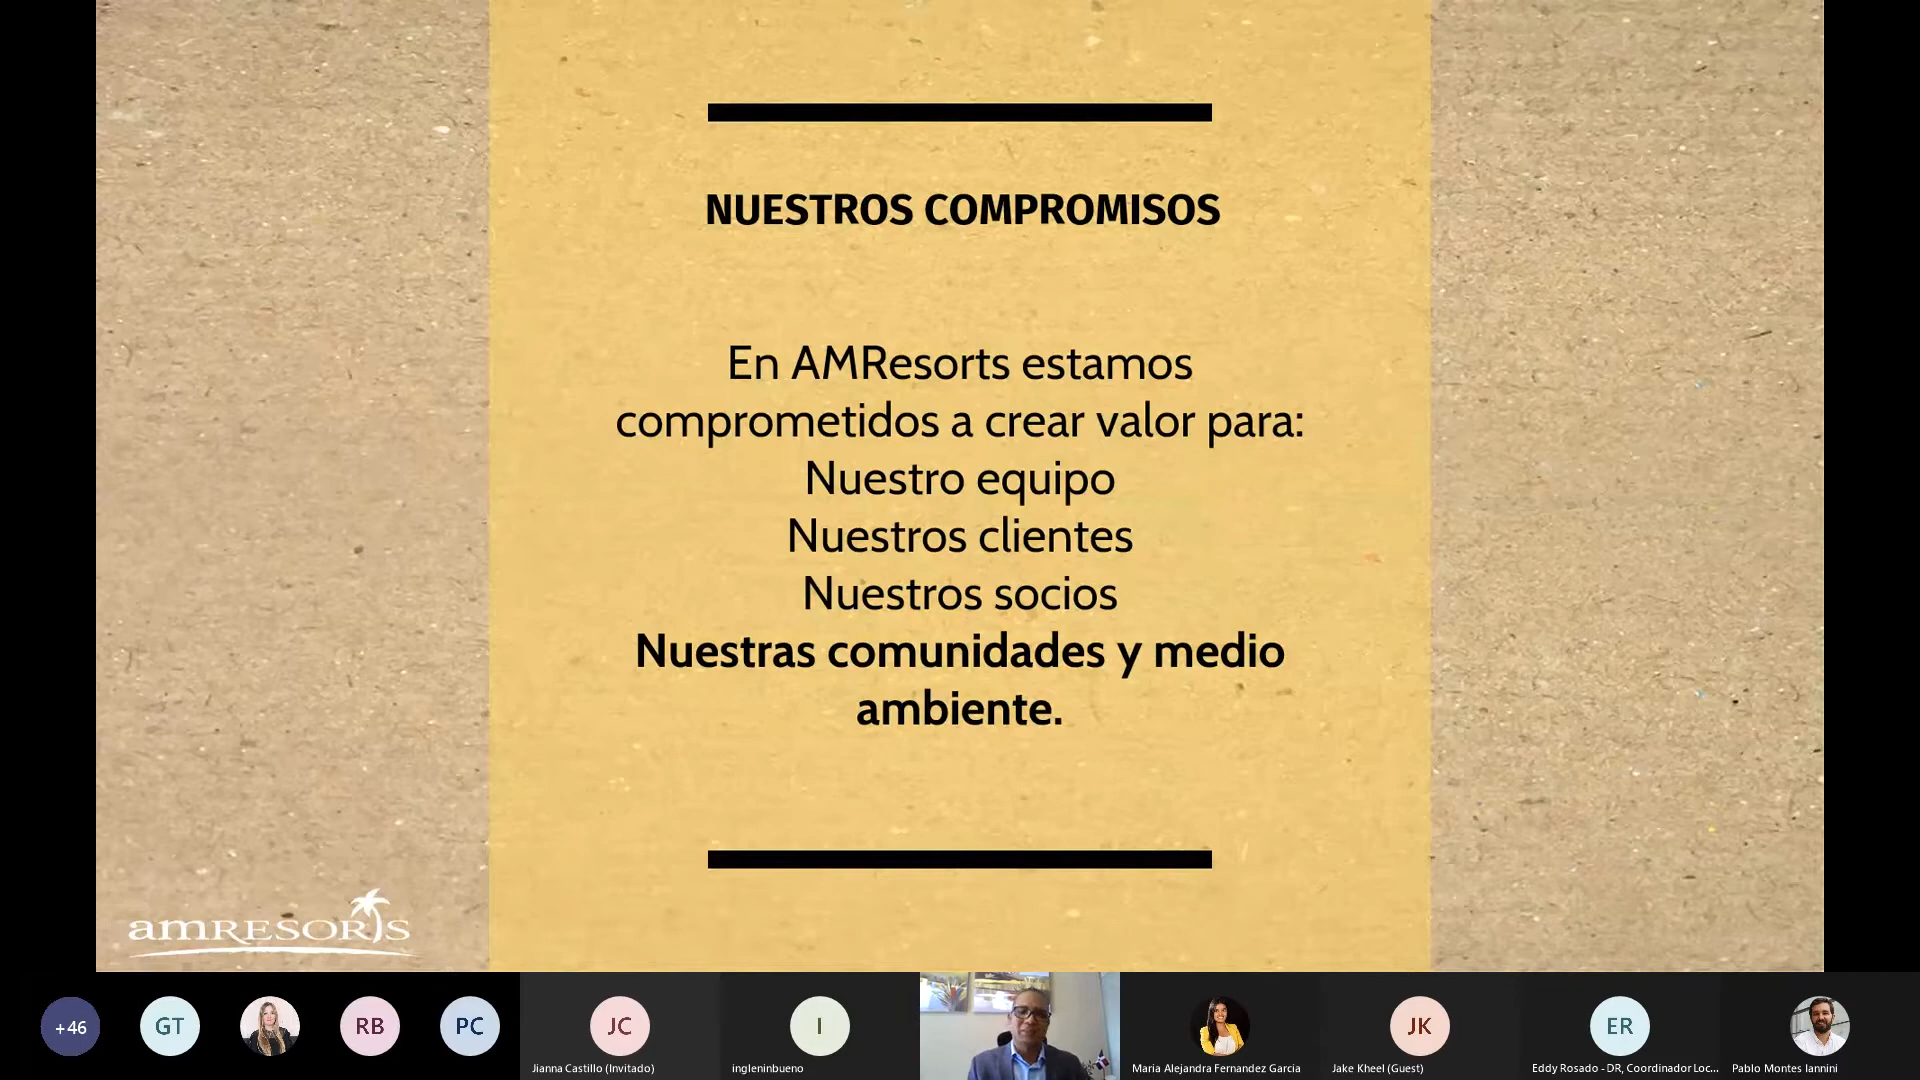 NUESTROS COMPROMISOS
En AMResorts estamos
comprometidos a crear valor para:
Nuestro equipo
Nuestros clientes
Nuestros socios
Nuestras comunidades y medio
ambiente.
amRESORTS
+46
GT
RB
PC
JC
I
JK
ER
Jianna Castillo (Invitado)
ingleninbueno
Maria Alejandra Fernandez Garcia
Jake Kheel (Guest)
Eddy Rosado - DR, Coordinador Loc...
Pablo Montes Iannini